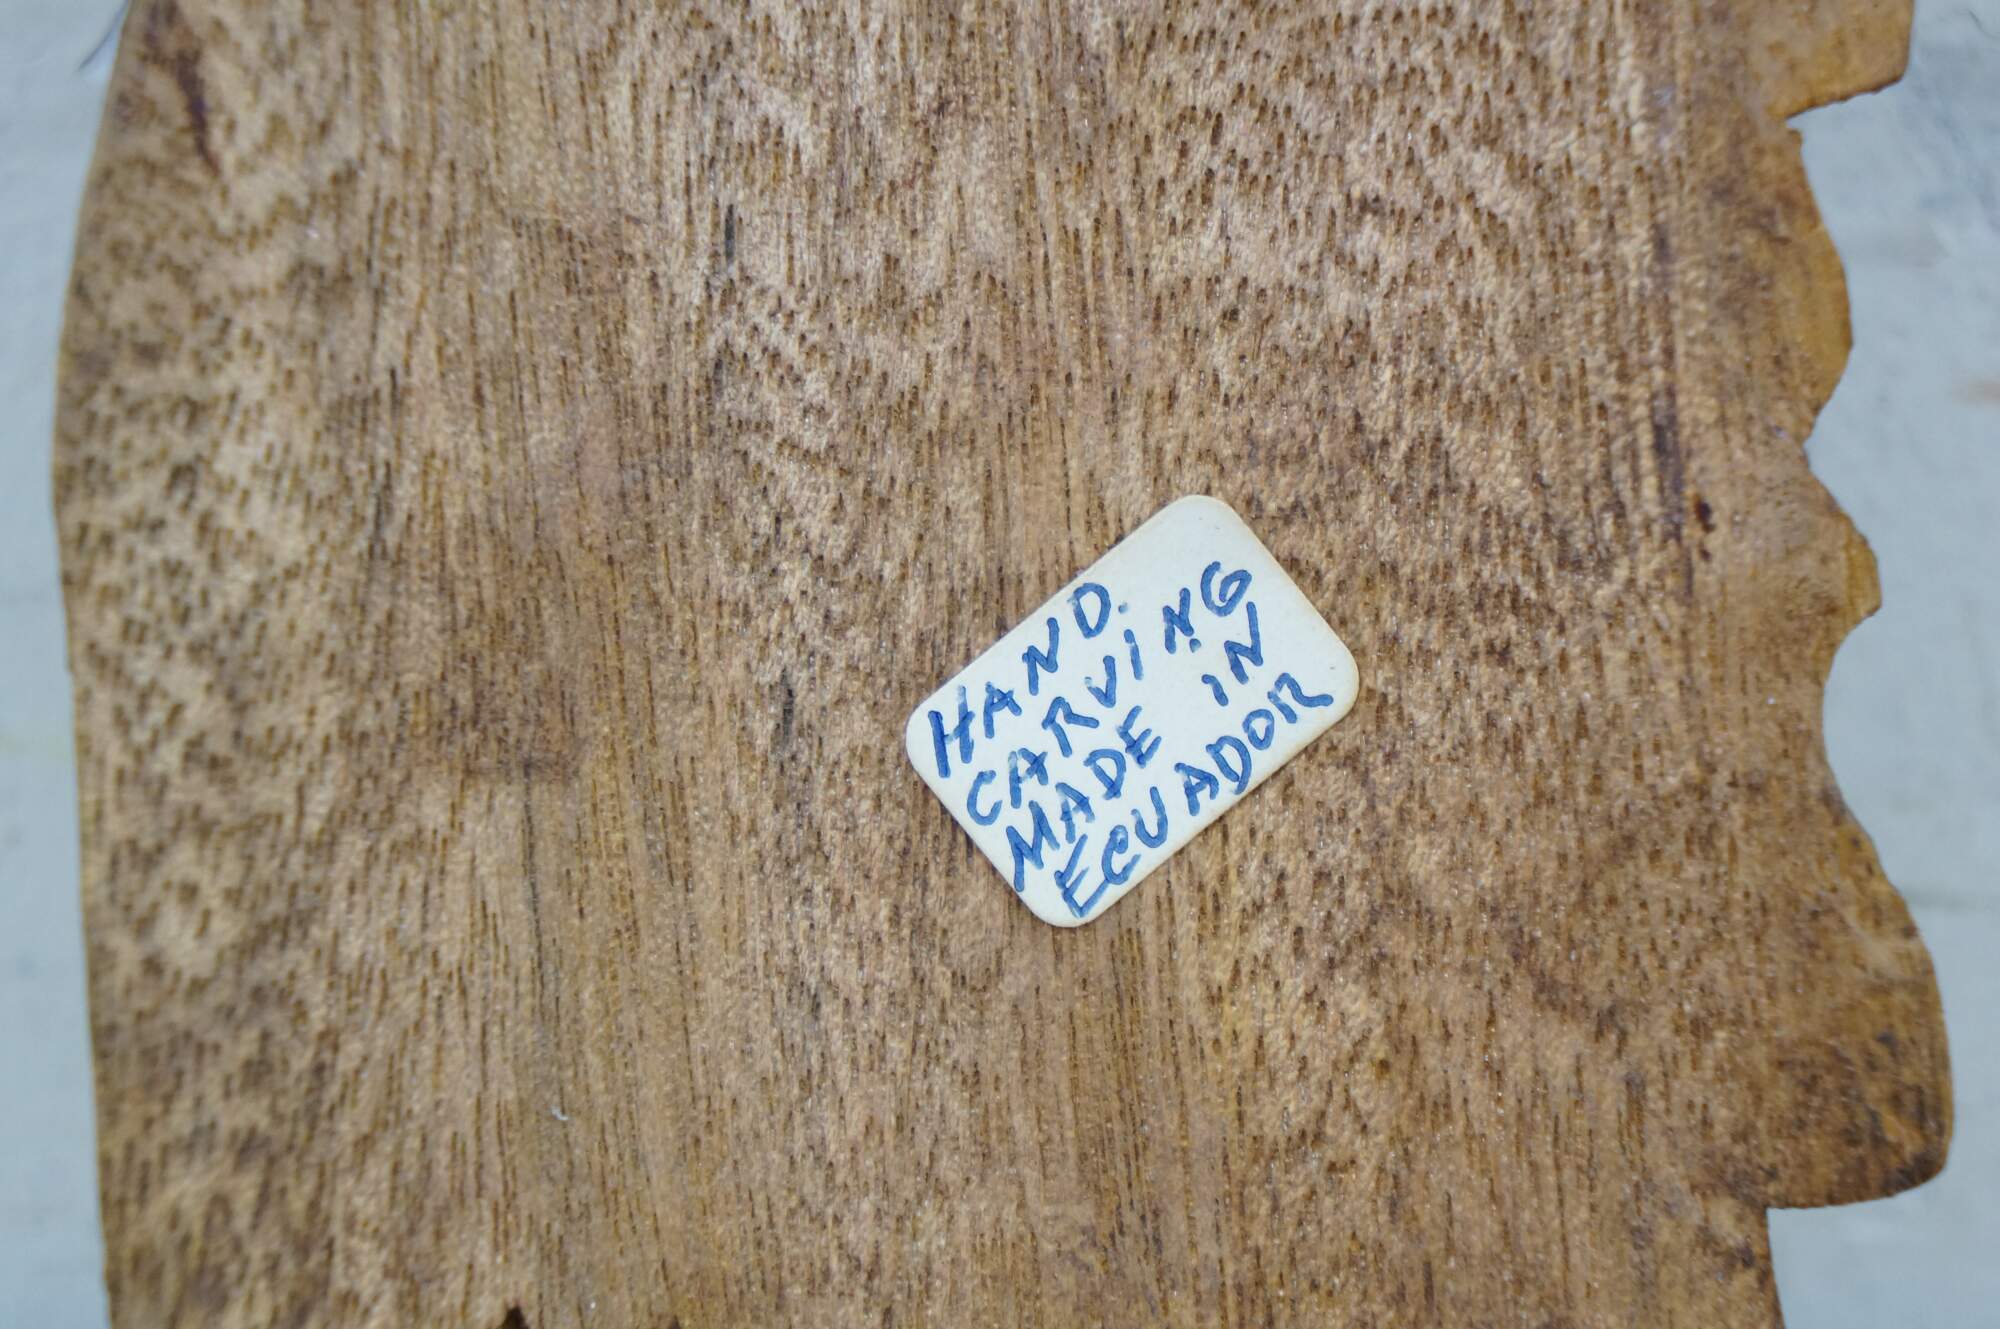 HAND.
CARVING
MADE IN
ECUADOR